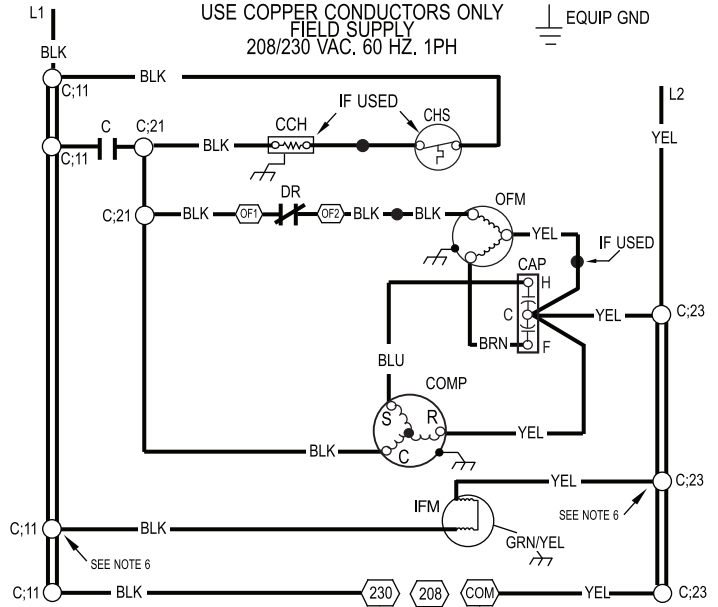 USE COPPER CONDUCTORS ONLY
FIELD SUPPLY
208/230 VAC. 60 HZ. 1PH
EQUIP GND
L1
BLK
C;11
BLK
IF USED
CHS
L2
C
C;21
C;11
BLK
CCH
YEL
DR
OFM
C;21
BLK
OF1
OF2
BLK
BLK
YEL
IF USED
CAP
H
C
YEL
C;23
BRN
F
BLU
COMP
S
R
YEL
C
BLK
YEL
C;23
IFM
SEE NOTE 6
C;11
BLK
GRN/YEL
SEE NOTE 6
C;11
BLK
230
208
COM
YEL
C;23